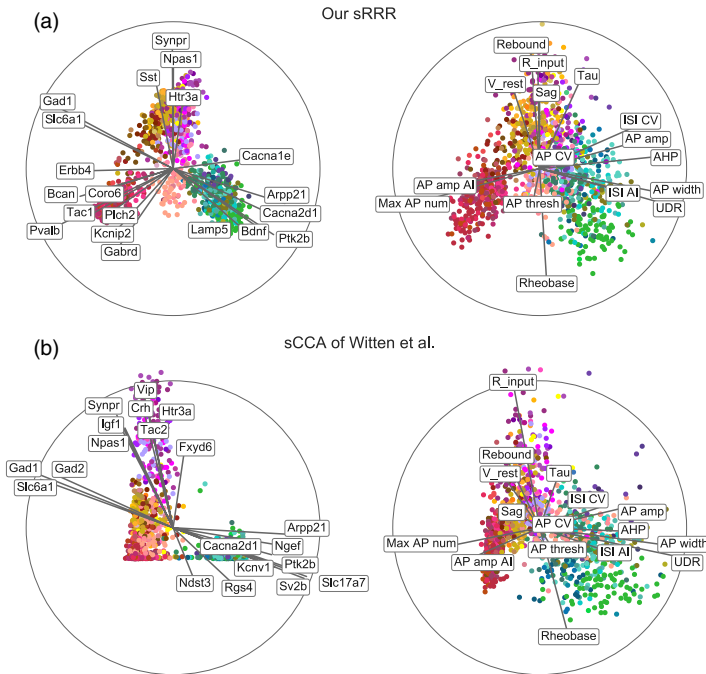 (a)
Our sRRR
Synpr
Npas1
Sst
Htr3a
Gad1
Slc6a1
Erbb4
Cacna1e
Bcan
Coro6
Arpp21
Tac1
Plch2
Cacna2d1
Pvalb
Kcnip2
Lamp5
Bdnf
Ptk2b
Gabrd
Rebound
R_input
Tau
V_rest
Sag
ISI CV
AP amp
AP CV
AHP
AP amp AI
AP width
ISI AI
Max AP num
AP thresh
UDR
Rheobase
(b)
sCCA of Witten et al.
Vip
Synpr
Crh
Htr3a
Igf1
Tac2
Npas1
Fxyd6
Gad1
Gad2
Slc6a1
Arpp21
Cacna2d1
Ngef
Kcnv1
Ptk2b
Ndst3
Rgs4
Sv2b
Slc17a7
R_input
Rebound
V_rest
Tau
ISI CV
Sag
AP amp
AP CV
AHP
Max AP num
AP thresh
ISI AI
AP width
AP amp AI
UDR
Rheobase